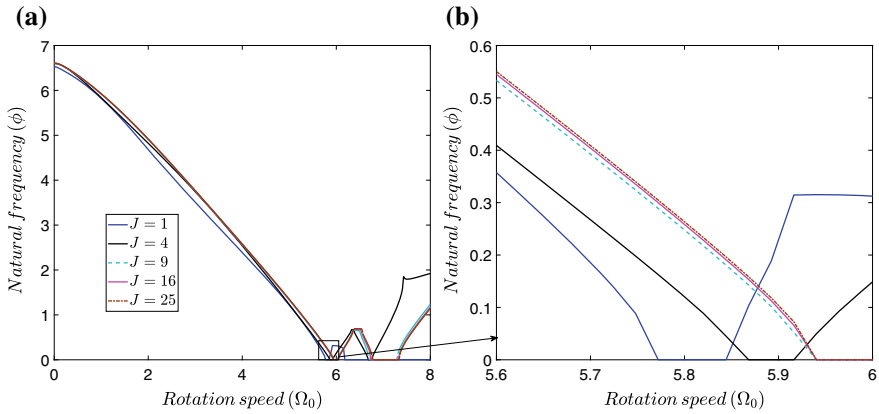 (a)
7
6
5
4
3
2
1
0
Natural frequency (ϕ)
J = 1
J = 4
J = 9
J = 16
J = 25
0 2 4 6 8
Rotation speed (Ω₀)
(b)
0.6
0.5
0.4
0.3
0.2
0.1
0
Natural frequency (ϕ)
5.6 5.7 5.8 5.9 6
Rotation speed (Ω₀)